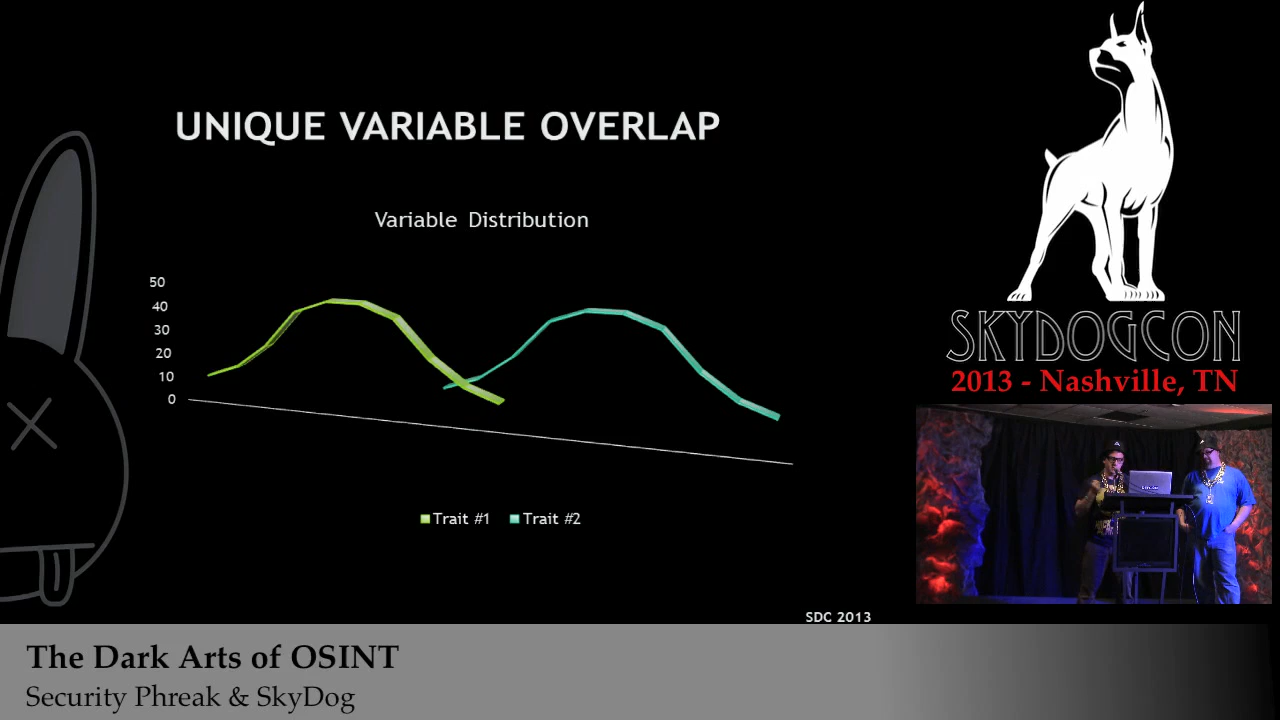 UNIQUE VARIABLE OVERLAP
Variable Distribution
50
40
30
20
10
0
Trait #1 Trait #2
SDC 2013
SKYDOGCON
2013 - Nashville, TN
The Dark Arts of OSINT
Security Phreak & SkyDog